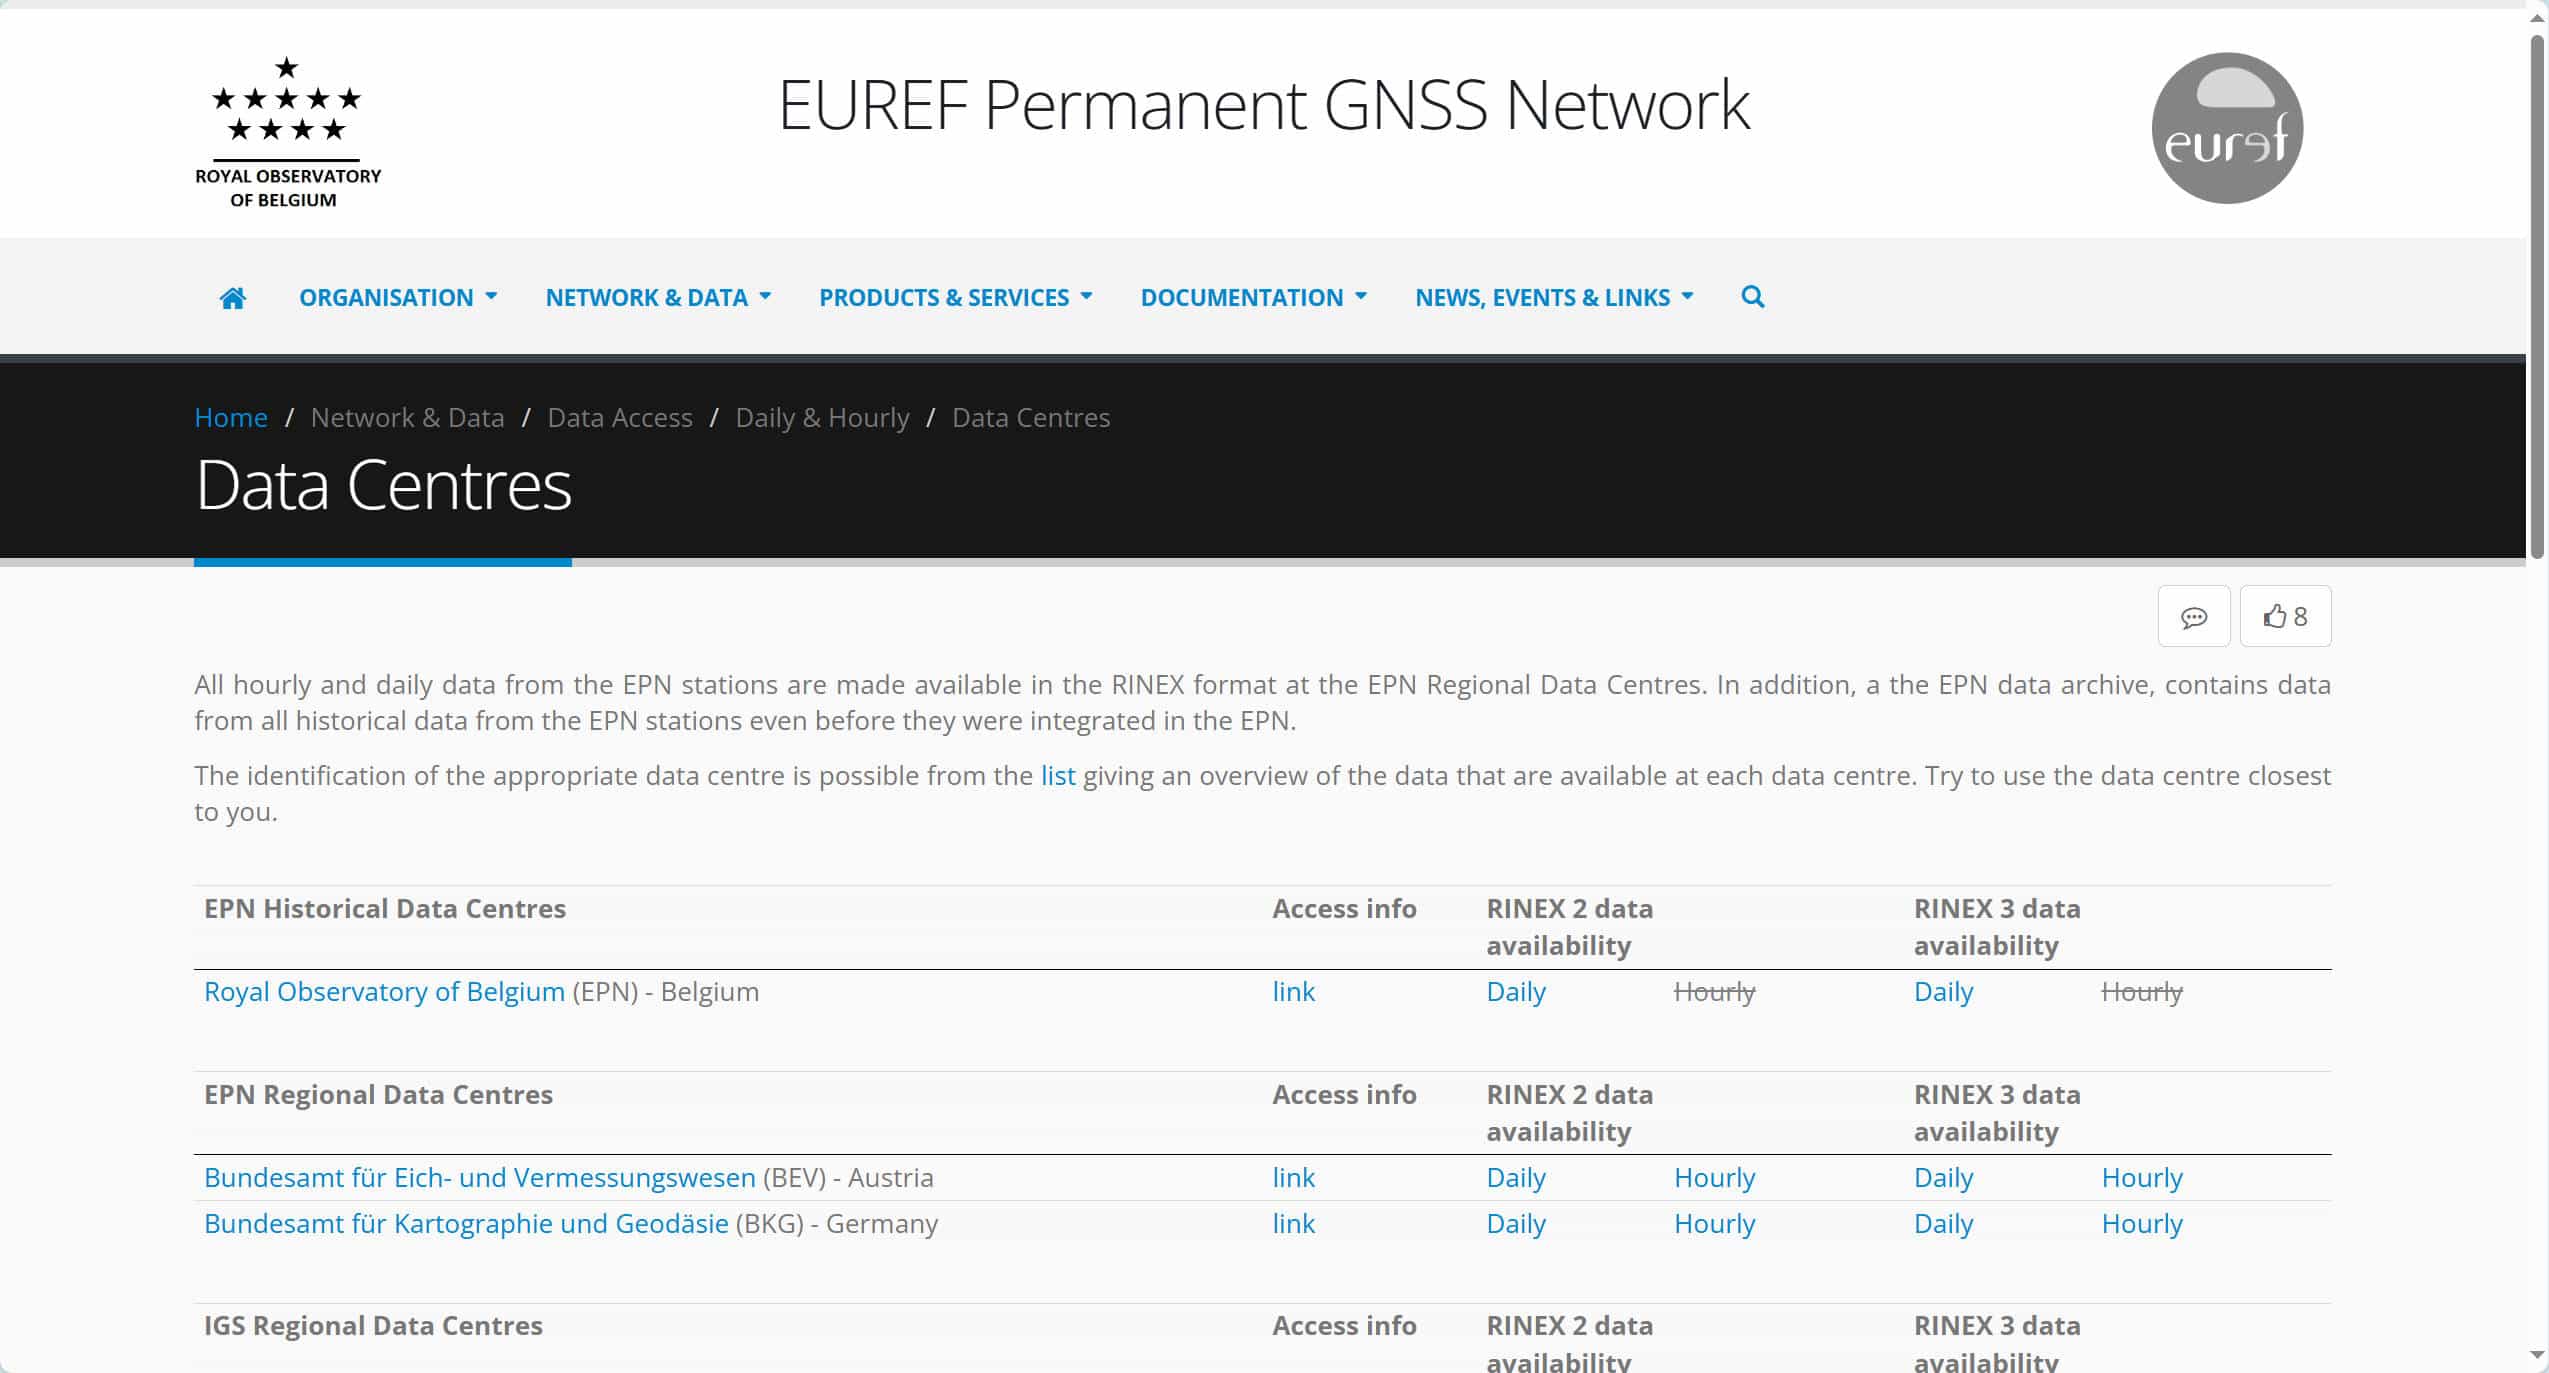 ROYAL OBSERVATORY
OF BELGIUM
EUREF Permanent GNSS Network
euref
ORGANISATION NETWORK & DATA PRODUCTS & SERVICES DOCUMENTATION NEWS, EVENTS & LINKS
Home / Network & Data / Data Access / Daily & Hourly / Data Centres
Data Centres
8
All hourly and daily data from the EPN stations are made available in the RINEX format at the EPN Regional Data Centres. In addition, a the EPN data archive, contains data
from all historical data from the EPN stations even before they were integrated in the EPN.
The identification of the appropriate data centre is possible from the list giving an overview of the data that are available at each data centre. Try to use the data centre closest
to you.
EPN Historical Data Centres Access info RINEX 2 data RINEX 3 data
availability availability
Royal Observatory of Belgium (EPN) - Belgium link Daily Hourly Daily Hourly
EPN Regional Data Centres Access info RINEX 2 data RINEX 3 data
availability availability
Bundesamt für Eich- und Vermessungswesen (BEV) - Austria link Daily Hourly Daily Hourly
Bundesamt für Kartographie und Geodäsie (BKG) - Germany link Daily Hourly Daily Hourly
IGS Regional Data Centres Access info RINEX 2 data RINEX 3 data
availability availability